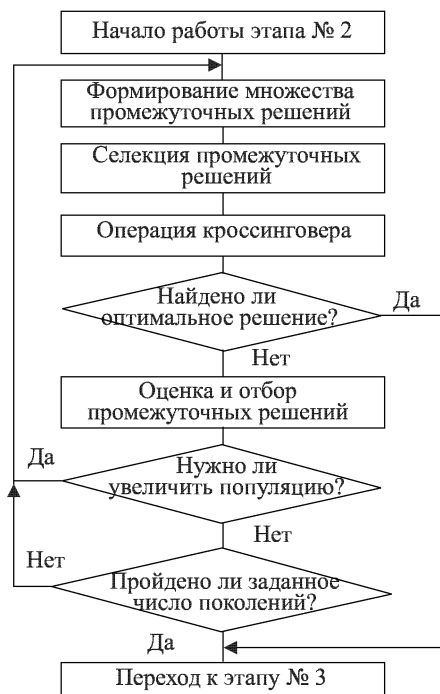 Начало работы этапа № 2
Формирование множества
промежуточных решений
Селекция промежуточных
решений
Операция кроссинговера
Найдено ли
оптимальное решение?
Да
Нет
Оценка и отбор
промежуточных решений
Да
Нужно ли
увеличить популяцию?
Нет
Нет
Пройдено ли заданное
число поколений?
Да
Переход к этапу № 3